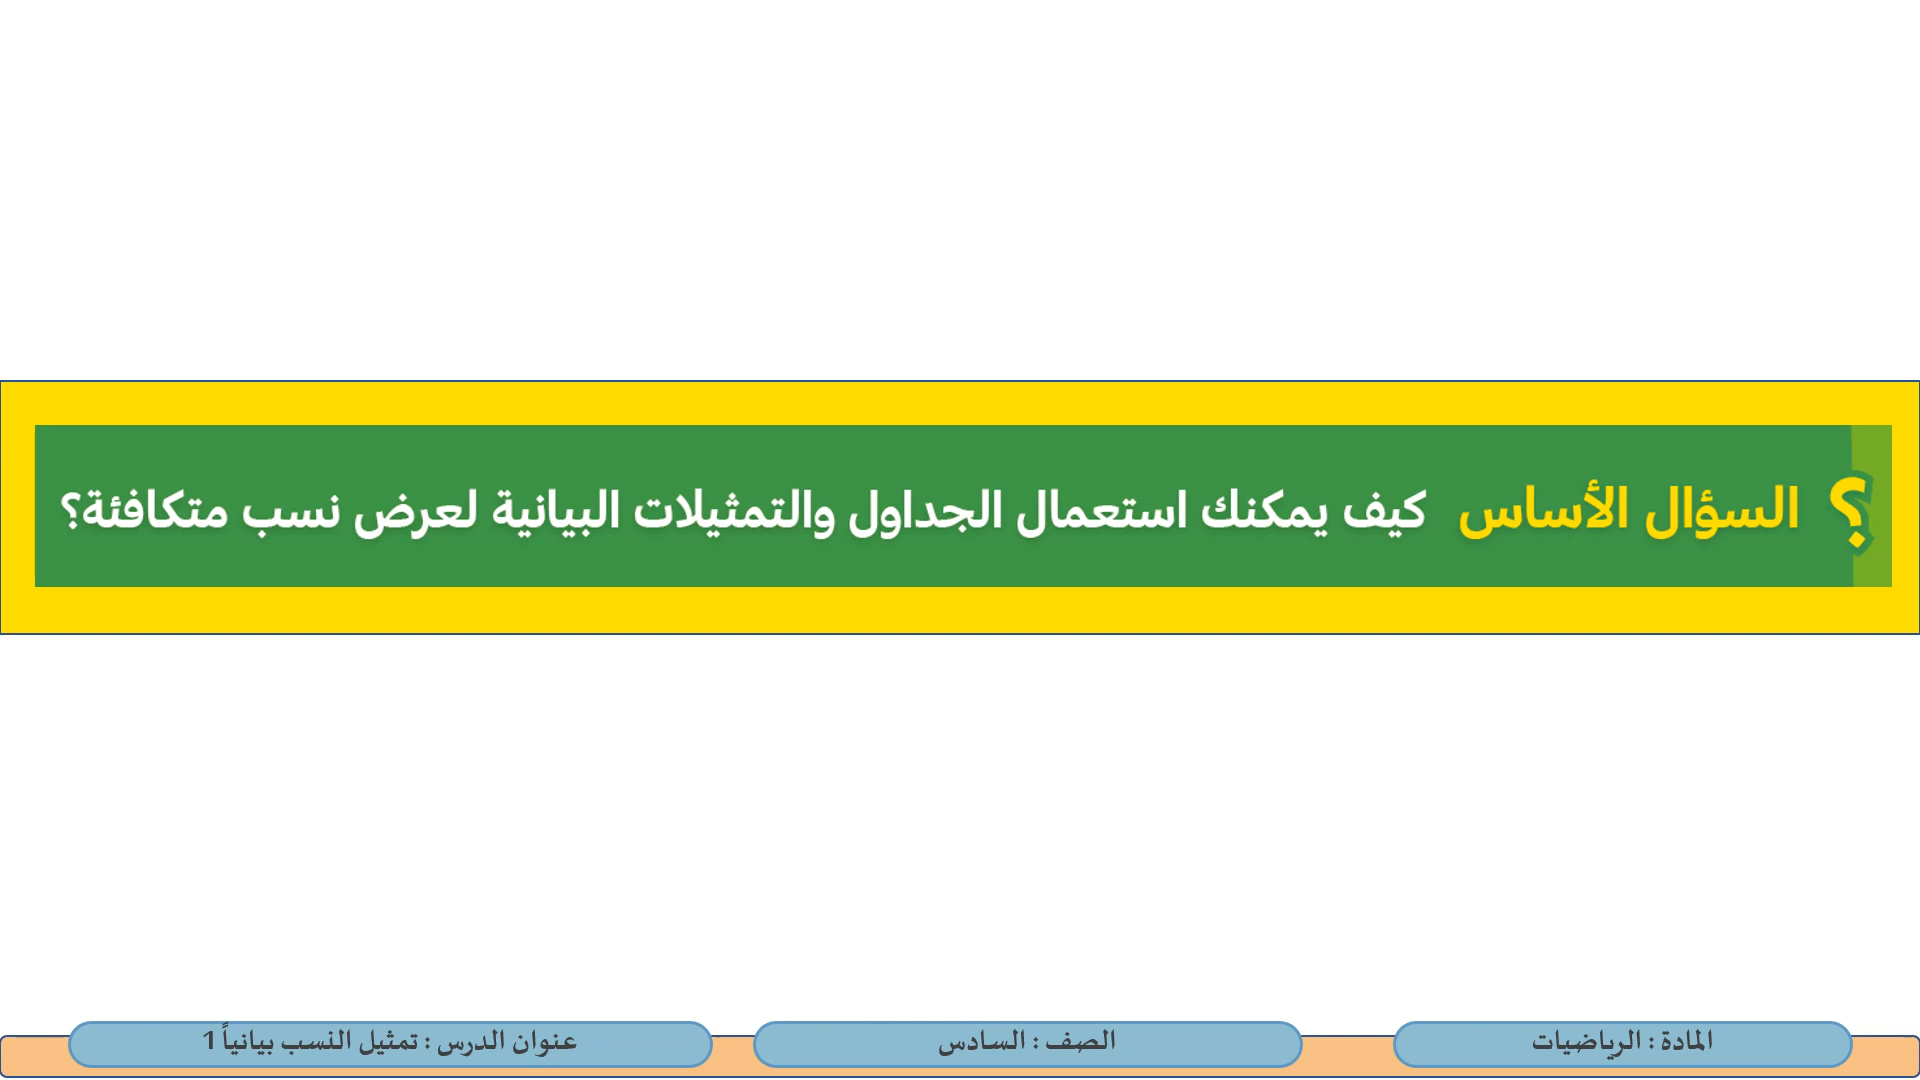 ؟ السؤال الأساس كيف يمكنك استعمال الجداول والتمثيلات البيانية لعرض نسب متكافئة؟
المادة : الرياضيات
الصف : السادس
عنوان الدرس : تمثيل النسب بيانياً 1